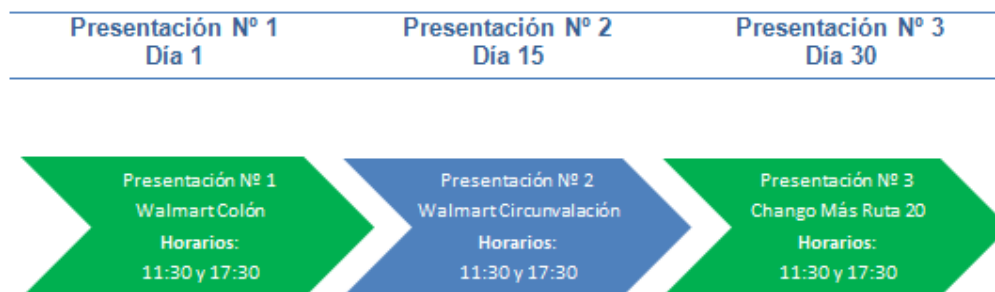 Presentación Nº 1
Día 1
Presentación Nº 2
Día 15
Presentación Nº 3
Día 30
Presentación Nº 1
Walmart Colón
Horarios:
11:30 y 17:30
Presentación Nº 2
Walmart Circunvalación
Horarios:
11:30 y 17:30
Presentación Nº 3
Chango Más Ruta 20
Horarios:
11:30 y 17:30